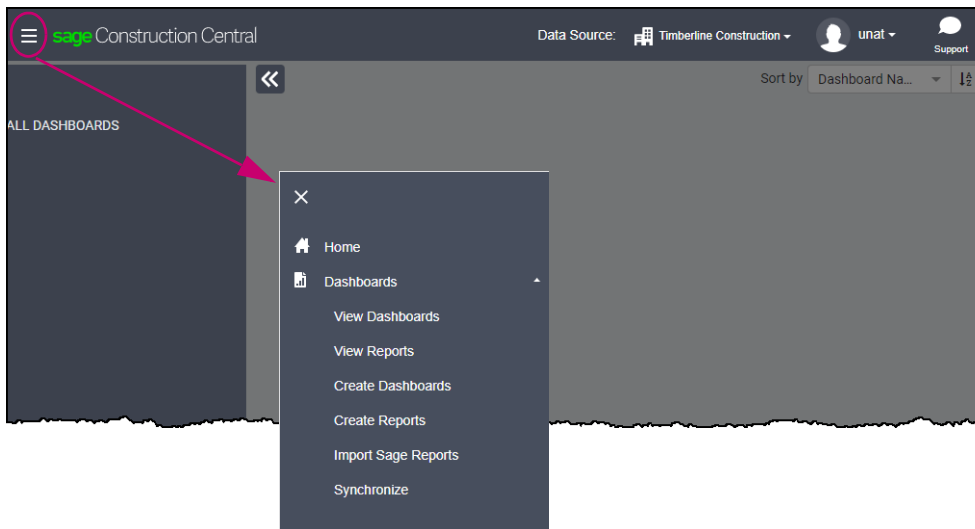 sage Construction Central
Data Source:
Timberline Construction
unat
Support
Sort by
Dashboard Na...
ALL DASHBOARDS
Home
Dashboards
View Dashboards
View Reports
Create Dashboards
Create Reports
Import Sage Reports
Synchronize